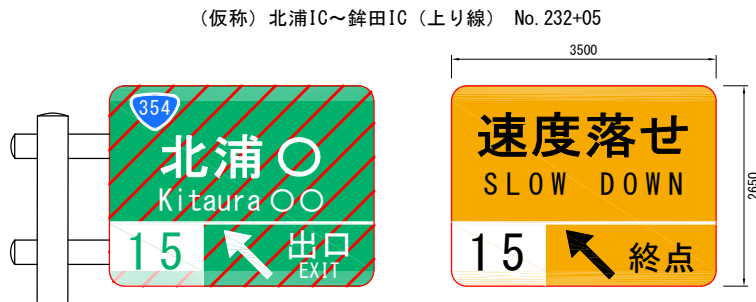 (仮称) 北浦IC～鉾田IC (上り線) No.232+05
354
北浦〇
Kitaura〇〇
15
出口
EXIT
3500
速度落せ
SLOW DOWN
15
終点
2650